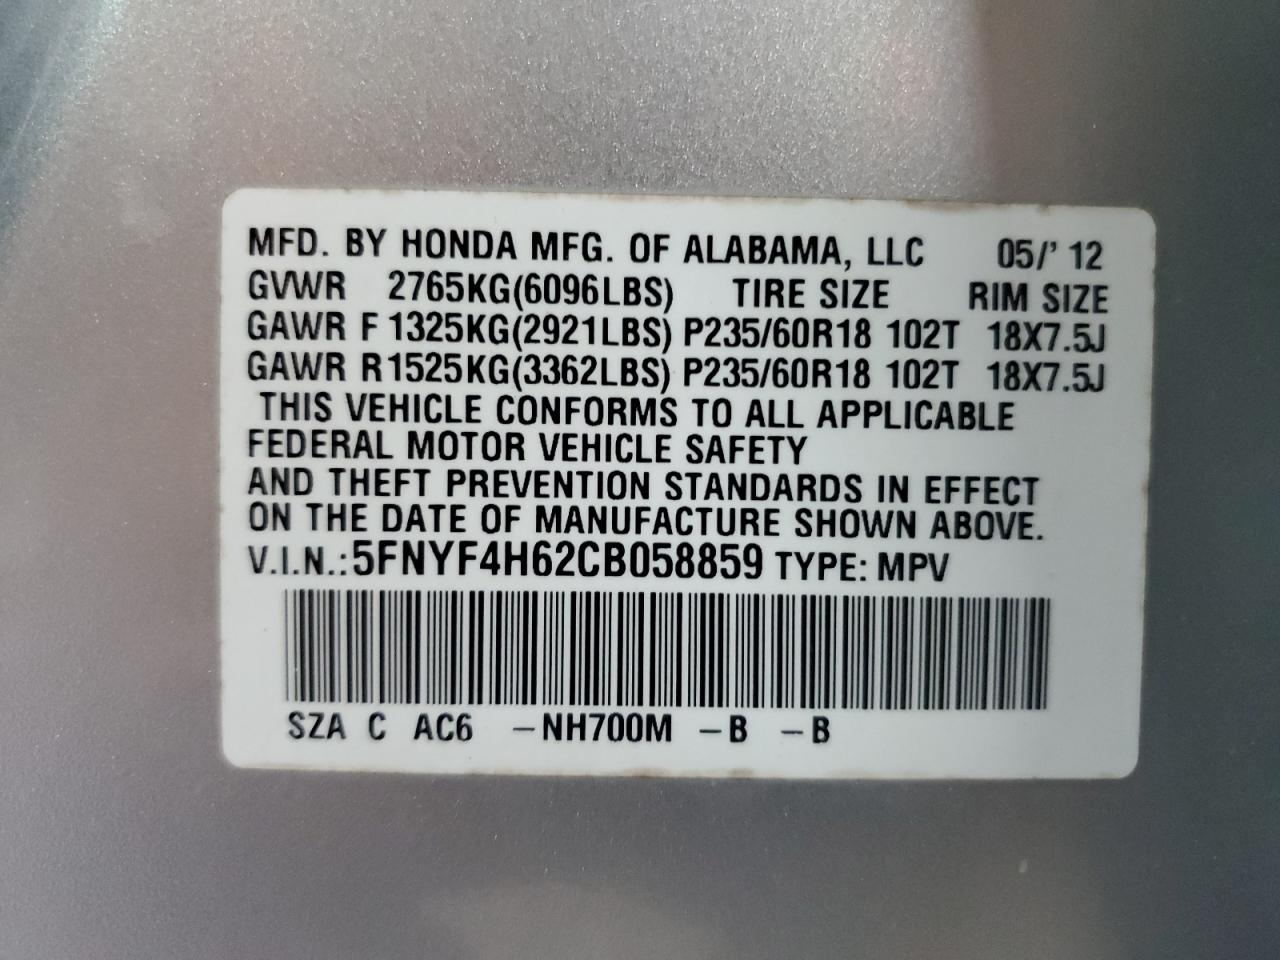 MFD. BY HONDA MFG. OF ALABAMA, LLC 05/' 12
GVWR 2765KG(6096LBS) TIRE SIZE RIM SIZE
GAWR F 1325KG(2921LBS) P235/60R18 102T 18X7.5J
GAWR R 1525KG(3362LBS) P235/60R18 102T 18X7.5J
THIS VEHICLE CONFORMS TO ALL APPLICABLE
FEDERAL MOTOR VEHICLE SAFETY
AND THEFT PREVENTION STANDARDS IN EFFECT
ON THE DATE OF MANUFACTURE SHOWN ABOVE.
V.I.N.: 5FNYF4H62CB058859 TYPE: MPV
SZA C AC6 –NH700M –B –B